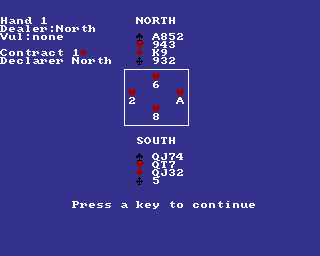 Hand 1
Dealer:North
Vul:none
Contract 1♦
Declarer North
NORTH
♠ A852
♥ 943
♦ K9
♣ 932
♥
6
♥ ♥
2 A
♥
8
SOUTH
♠ QJ74
♥ QT7
♦ QJ32
♣ 5
Press a key to continue